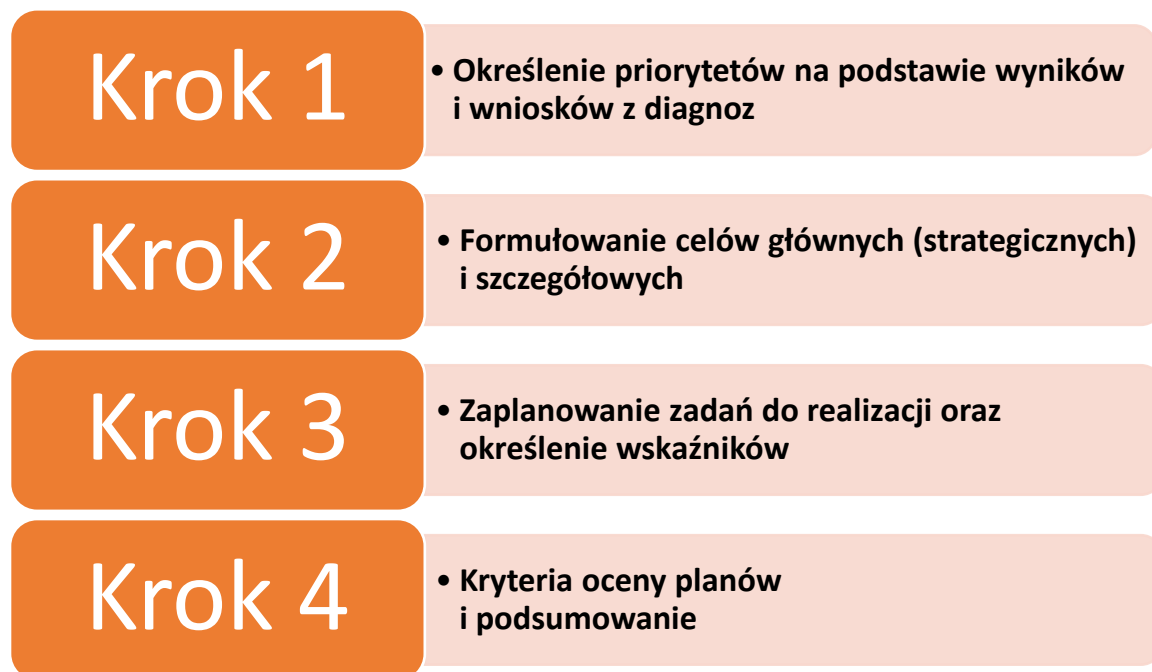 Krok 1
• Określenie priorytetów na podstawie wyników
i wniosków z diagnoz
Krok 2
• Formułowanie celów głównych (strategicznych)
i szczegółowych
Krok 3
• Zaplanowanie zadań do realizacji oraz
określenie wskaźników
Krok 4
• Kryteria oceny planów
i podsumowanie